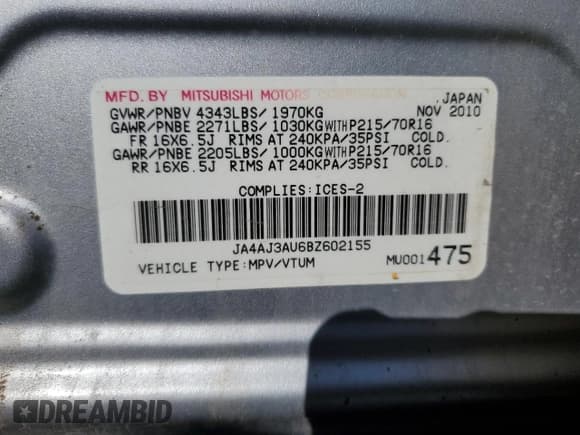 MFD. BY MITSUBISHI MOTORS CORPORATION ,JAPAN
GVWR/PNBV 4343LBS/ 1970KG NOV 2010
GAWR/PNBE 2271LBS/ 1030KG WITH P215/70R16
FR 16X6.5J RIMS AT 240KPA/35PSI COLD.
GAWR/PNBE 2205LBS/ 1000KG WITH P215/70R16
RR 16X6.5J RIMS AT 240KPA/35PSI COLD.
COMPLIES:ICES-2
JA4AJ3AU6BZ602155
VEHICLE TYPE:MPV/VTUM MU001475
DREAMBID